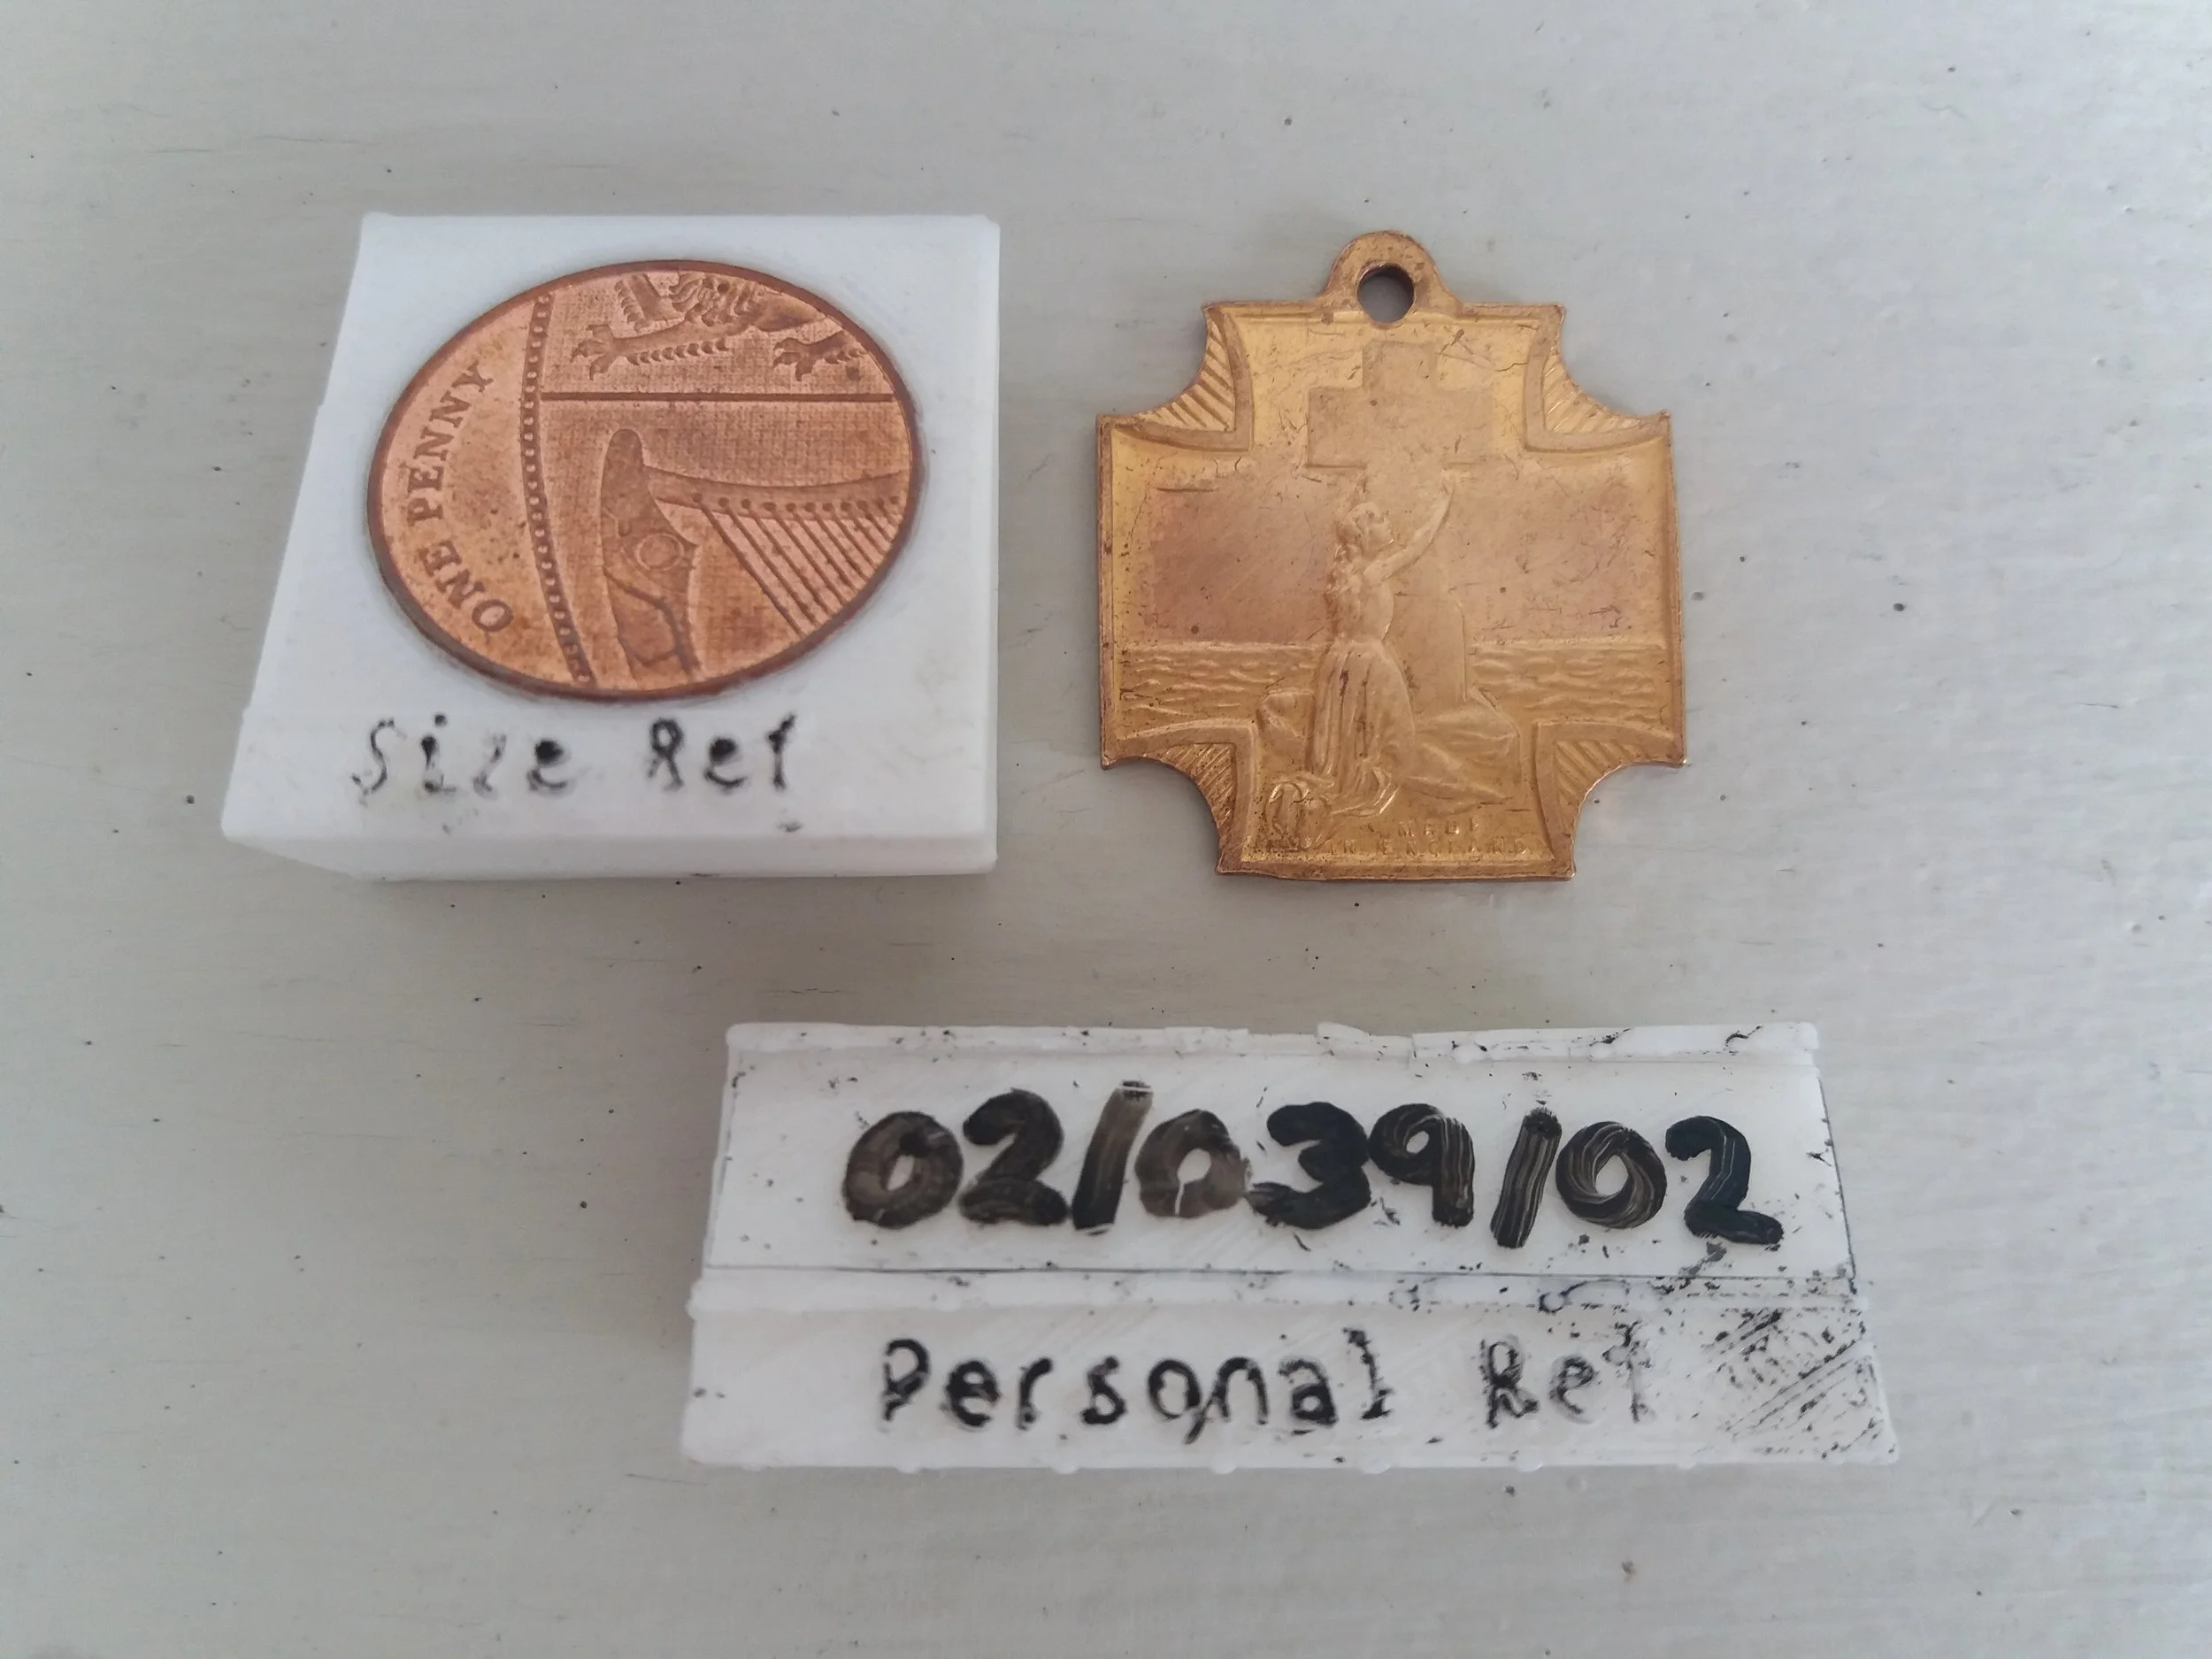 ONE PENNY
Size Ref
MADE
IN ENGLAND
02/039/02
Personal Ref